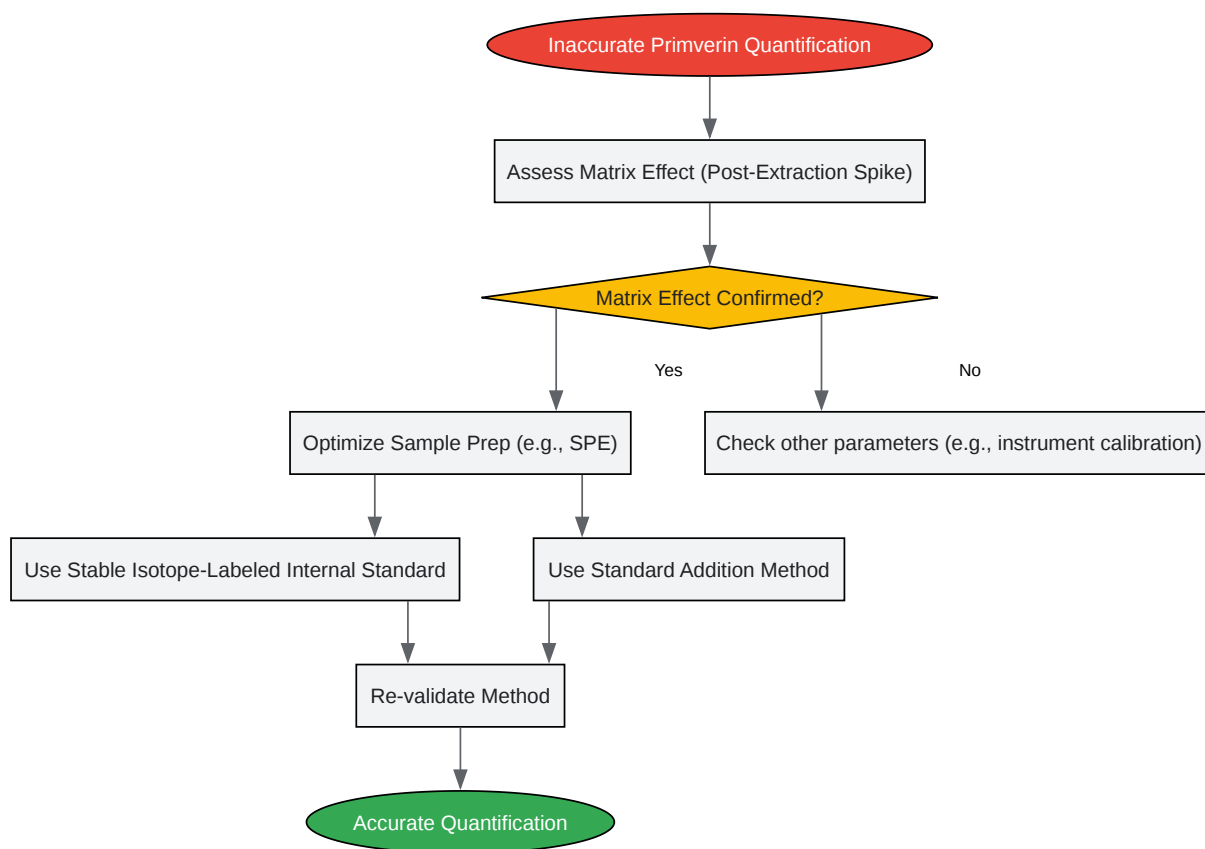 Inaccurate Primverin Quantification
Assess Matrix Effect (Post-Extraction Spike)
Matrix Effect Confirmed?
Yes
No
Optimize Sample Prep (e.g., SPE)
Check other parameters (e.g., instrument calibration)
Use Stable Isotope-Labeled Internal Standard
Use Standard Addition Method
Re-validate Method
Accurate Quantification